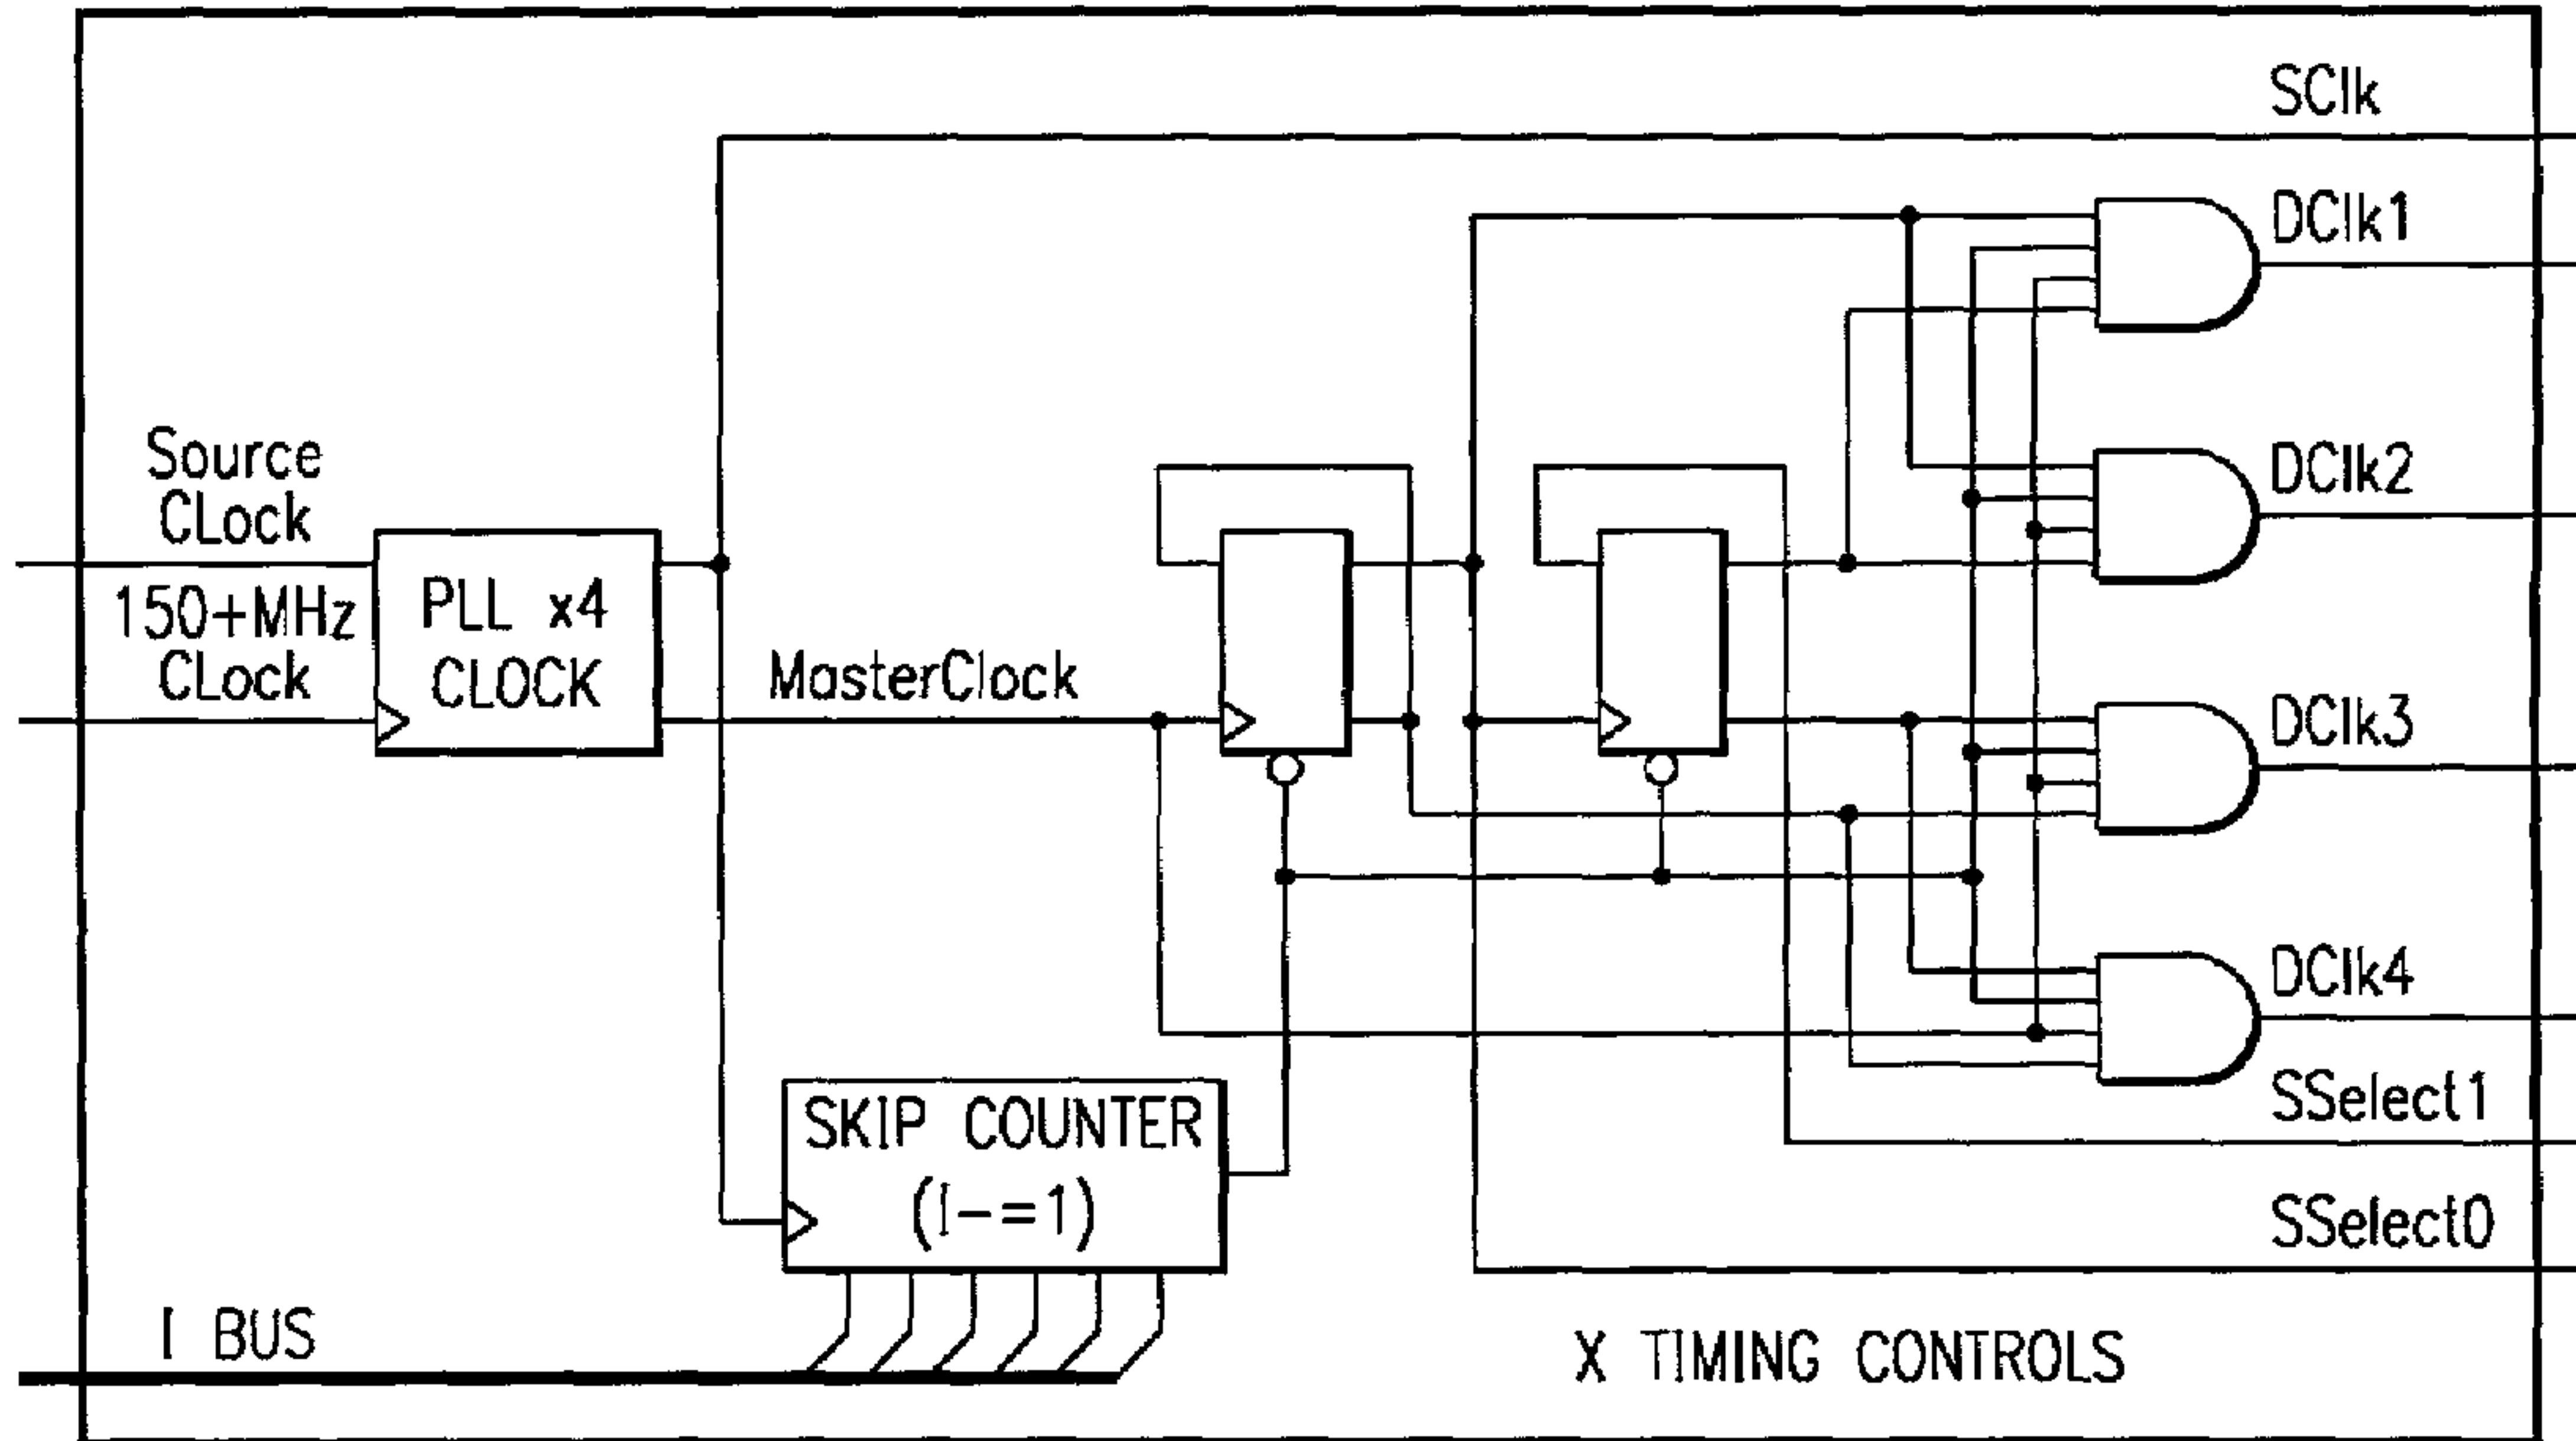 SClk
DClk1
Source
CLock
DClk2
150+MHz
CLock
PLL x4
CLOCK
MasterClock
DClk3
DClk4
SSelect1
SKIP COUNTER
(I-=1)
SSelect0
I BUS
X TIMING CONTROLS